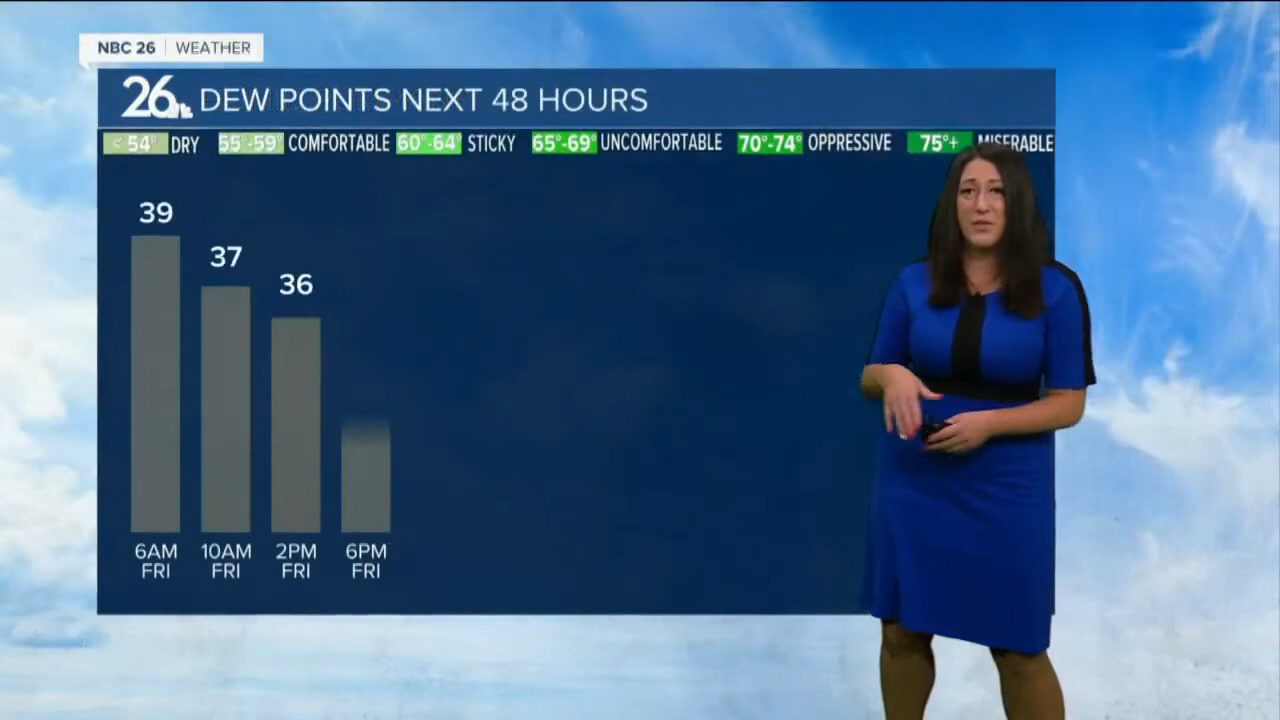 NBC 26 | WEATHER
26 DEW POINTS NEXT 48 HOURS
< 54° DRY 55°-59° COMFORTABLE 60°-64° STICKY 65°-69° UNCOMFORTABLE 70°-74° OPPRESSIVE 75°+ MISERABLE
39
37
36
6AM FRI
10AM FRI
2PM FRI
6PM FRI